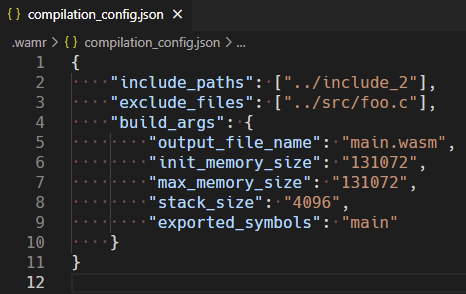 { } compilation_config.json ×
.wamr > { } compilation_config.json > ...
1 {
2     "include_paths": ["../include_2"],
3     "exclude_files": ["../src/foo.c"],
4     "build_args": {
5         "output_file_name": "main.wasm",
6         "init_memory_size": "131072",
7         "max_memory_size": "131072",
8         "stack_size": "4096",
9         "exported_symbols": "main"
10     }
11 }
12